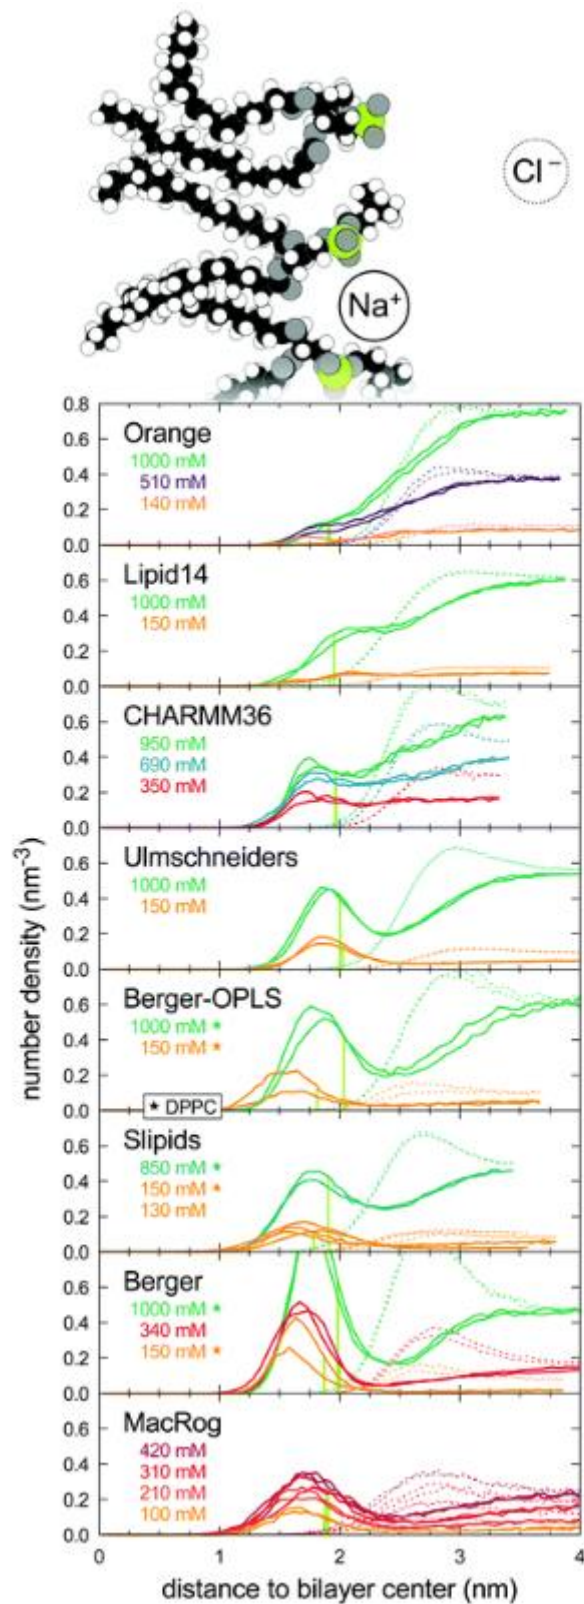 Cl⁻
Na⁺
number density (nm⁻³)
0.8
0.6
0.4
0.2
0.0
Orange
1000 mM
510 mM
140 mM
0.6
0.4
0.2
0.0
Lipid14
1000 mM
150 mM
0.6
0.4
0.2
0.0
CHARMM36
950 mM
690 mM
350 mM
0.6
0.4
0.2
0.0
Ulmschneiders
1000 mM
150 mM
0.6
0.4
0.2
0.0
Berger-OPLS
1000 mM *
150 mM *
★ DPPC
0.6
0.4
0.2
0.0
Slipids
850 mM *
150 mM *
130 mM
0.6
0.4
0.2
0.0
Berger
1000 mM *
340 mM
150 mM *
0.6
0.4
0.2
0.0
MacRog
420 mM
310 mM
210 mM
100 mM
0 1 2 3 4
distance to bilayer center (nm)